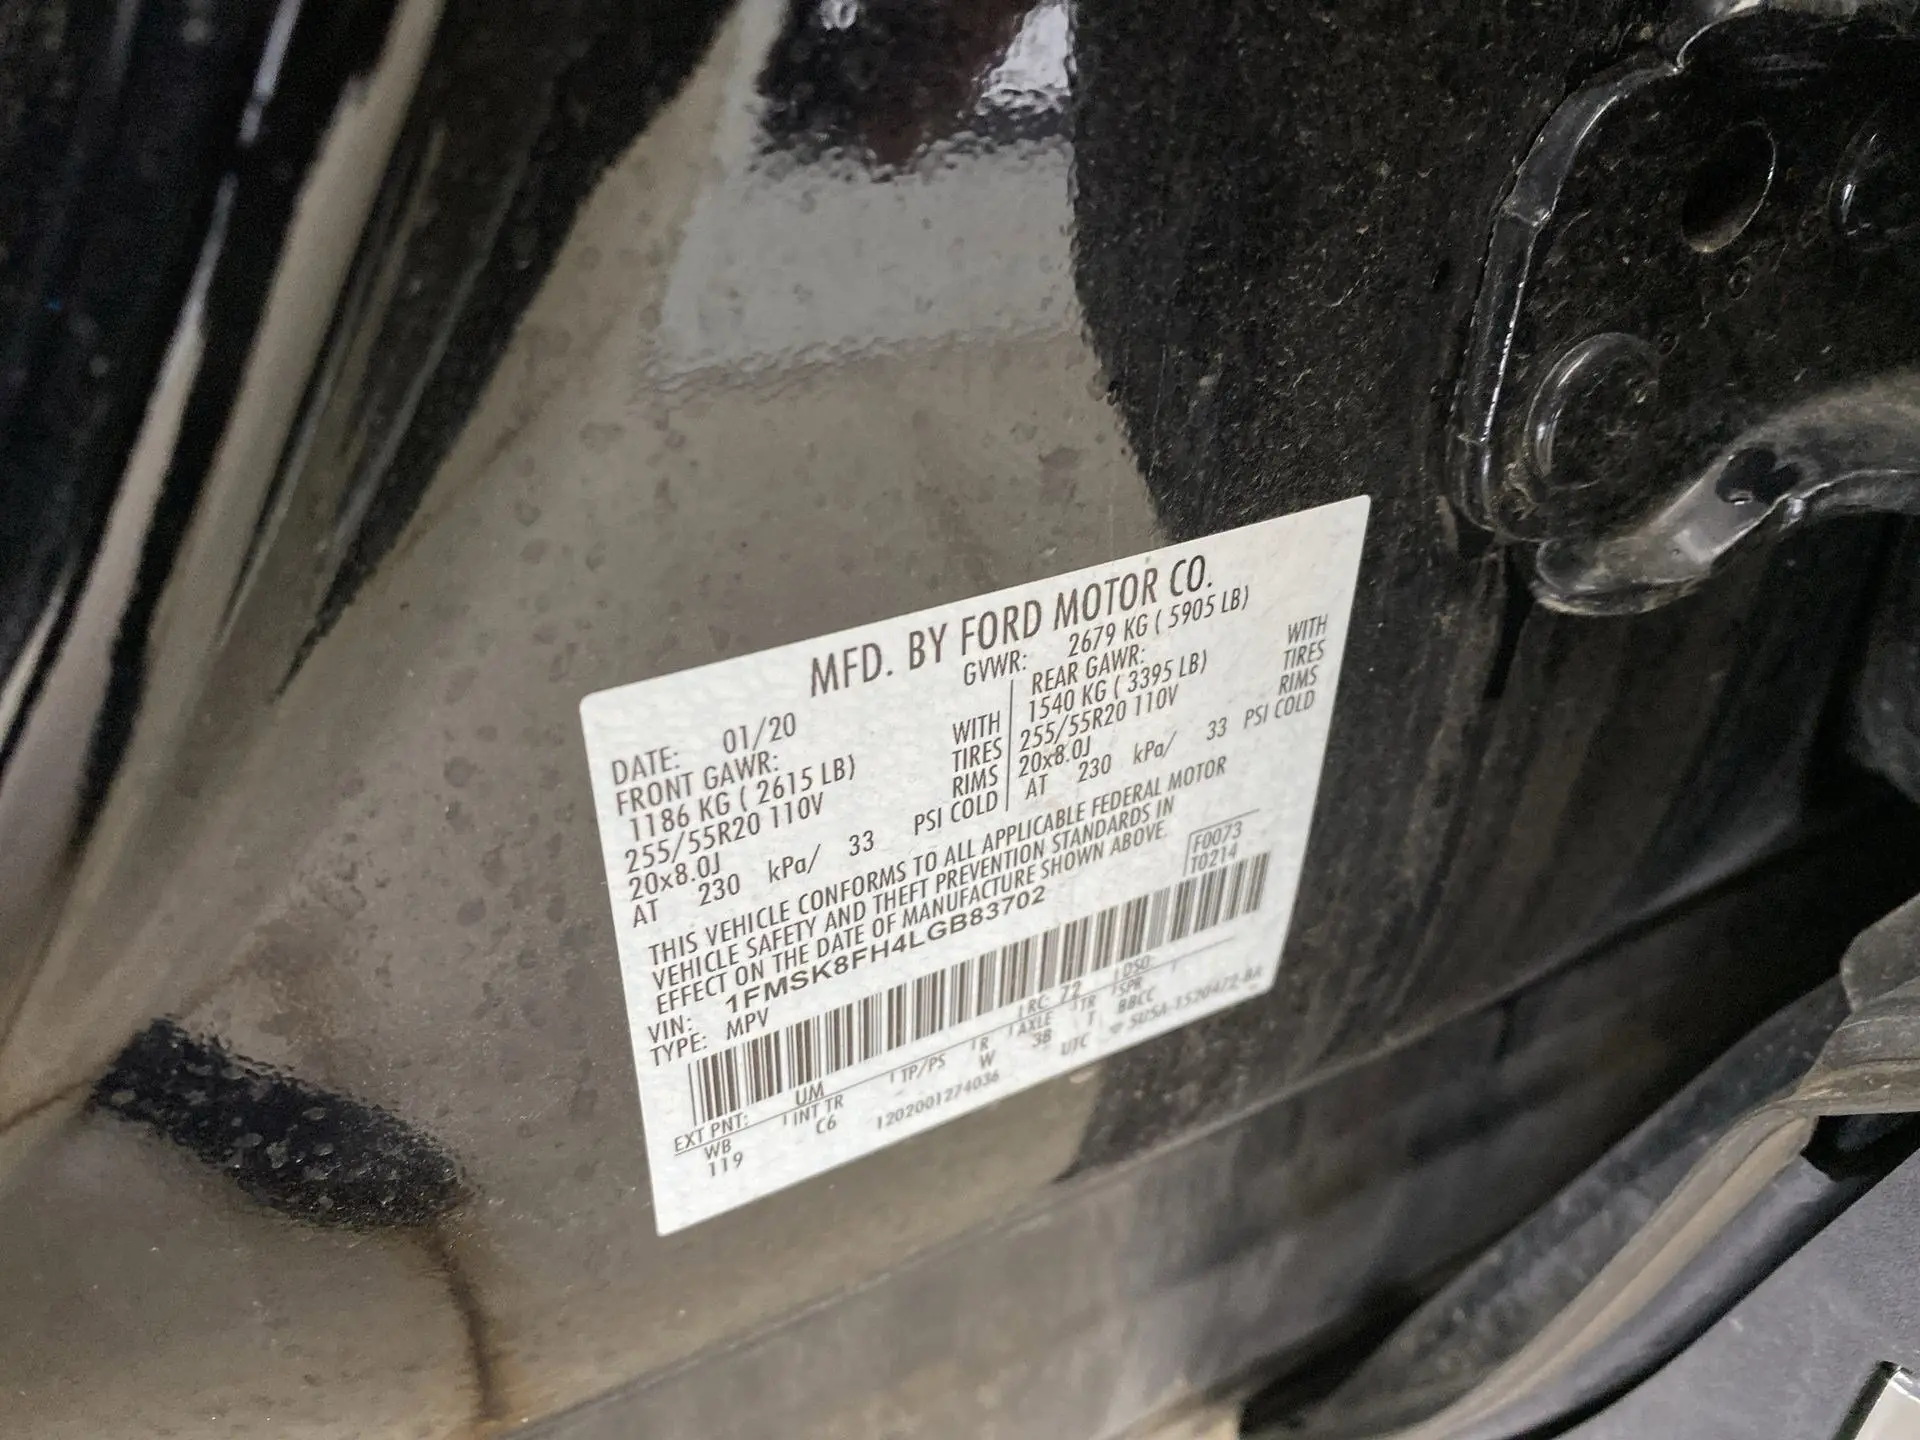 MFD. BY FORD MOTOR CO.
DATE: 01/20
GVWR: 2679 KG ( 5905 LB)
FRONT GAWR:
1186 KG ( 2615 LB)
WITH
255/55R20 110V
TIRES
20x8.0J
RIMS
AT 230 kPa/ 33 PSI COLD
REAR GAWR:
1540 KG ( 3395 LB)
WITH
255/55R20 110V
TIRES
20x8.0J
RIMS
AT 230 kPa/ 33 PSI COLD
THIS VEHICLE CONFORMS TO ALL APPLICABLE FEDERAL MOTOR
VEHICLE SAFETY AND THEFT PREVENTION STANDARDS IN
EFFECT ON THE DATE OF MANUFACTURE SHOWN ABOVE.
F0073
T0214
VIN: 1FMSK8FH4LGB83702
TYPE: MPV
EXT PNT: UM
RC: 72
DSO:
WB
INT TR
TP/PS
R
AXLE
TR
SPR
119
C6
-
W
3B
T
BBCC
1202001274036
UTC
SUSA-1520472-BA